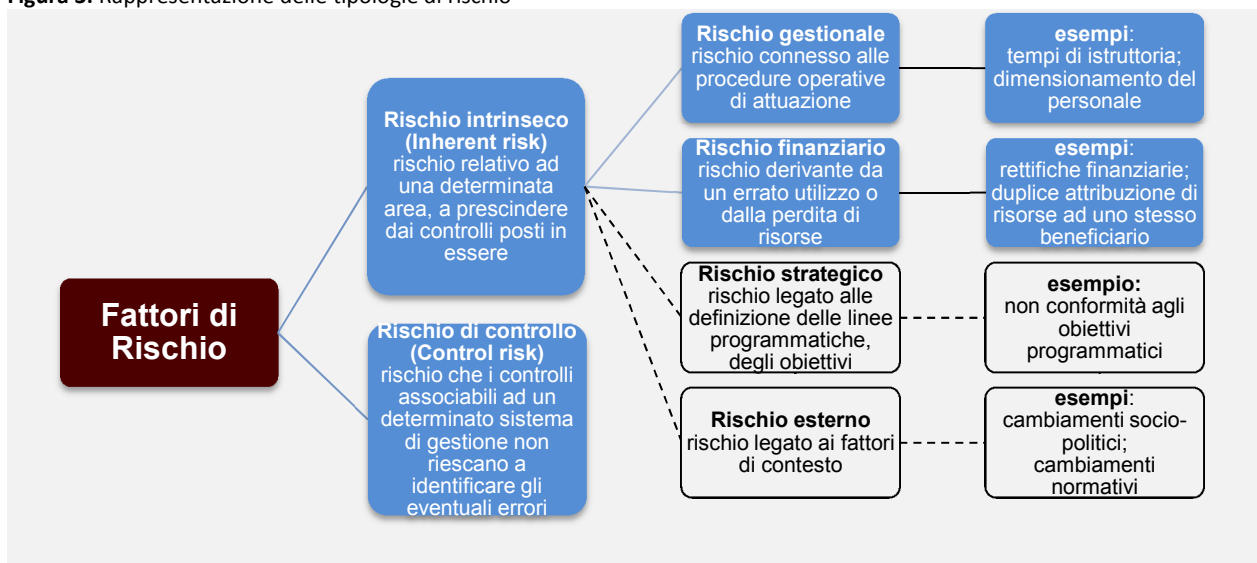 Figura 3. Rappresentazione delle tipologie di rischio
Fattori di
Rischio
Rischio intrinseco
(Inherent risk)
rischio relativo ad
una determinata
area, a prescindere
dai controlli posti in
essere
Rischio di controllo
(Control risk)
rischio che i controlli
associabili ad un
determinato sistema
di gestione non
riescano a
identificare gli
eventuali errori
Rischio gestionale
rischio connesso alle
procedure operative
di attuazione
esempi:
tempi di istruttoria;
dimensionamento del
personale
Rischio finanziario
rischio derivante da
un errato utilizzo o
dalla perdita di
risorse
esempi:
rettifiche finanziarie;
duplice attribuzione di
risorse ad uno stesso
beneficiario
Rischio strategico
rischio legato alle
definizione delle linee
programmatiche,
degli obiettivi
esempio:
non conformità agli
obiettivi
programmatici
Rischio esterno
rischio legato ai fattori
di contesto
esempi:
cambiamenti socio-
politici;
cambiamenti
normativi